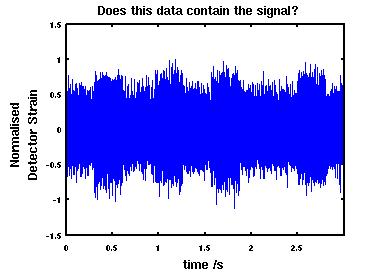 Does this data contain the signal?
1.5
1
0.5
0
-0.5
-1
-1.5
Normalised
Detector Strain
0 0.5 1 1.5 2 2.5
time /s